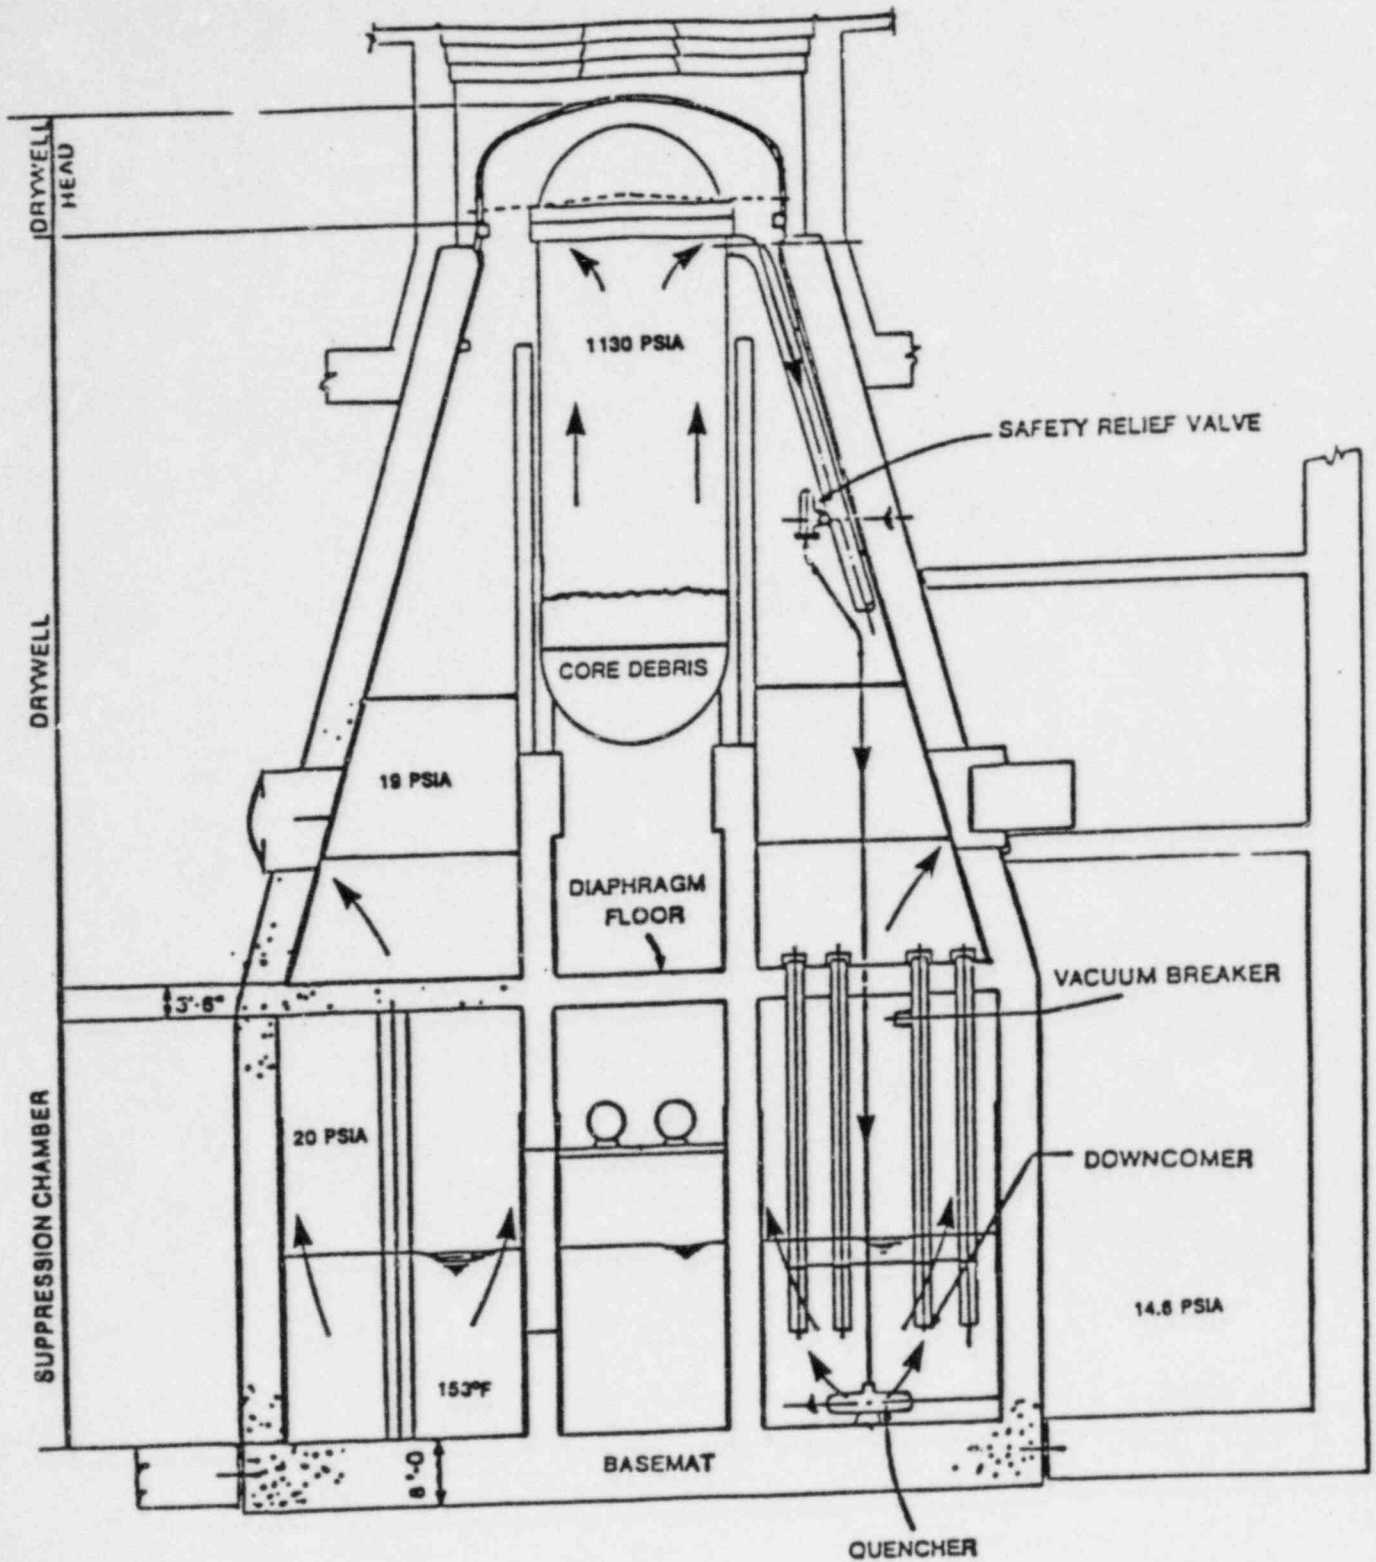 DRYWELL
HEAD
1130 PSIA
SAFETY RELIEF VALVE
DRYWELL
CORE DEBRIS
19 PSIA
DIAPHRAGM
FLOOR
VACUUM BREAKER
3'-6"
SUPPRESSION CHAMBER
20 PSIA
DOWNCOMER
14.6 PSIA
153°F
8'-0
BASEMAT
QUENCHER